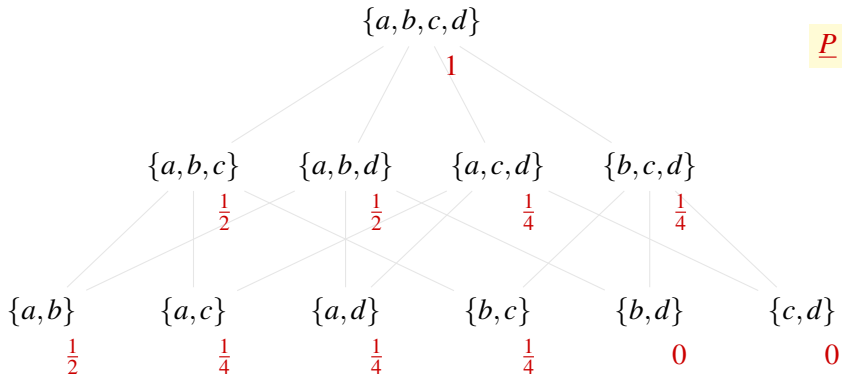 {a,b,c,d}
P
1
{a,b,c} {a,b,d} {a,c,d} {b,c,d}
1/2 1/2 1/4 1/4
{a,b} {a,c} {a,d} {b,c} {b,d} {c,d}
1/2 1/4 1/4 1/4 0 0